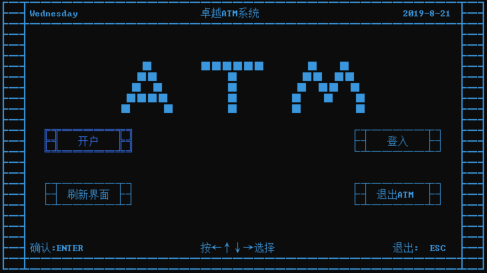 Wednesday 卓越ATM系统 2019-8-21
ATM
开户 登入
刷新界面 退出ATM
确认:ENTER 按←↑↓→选择 退出: ESC